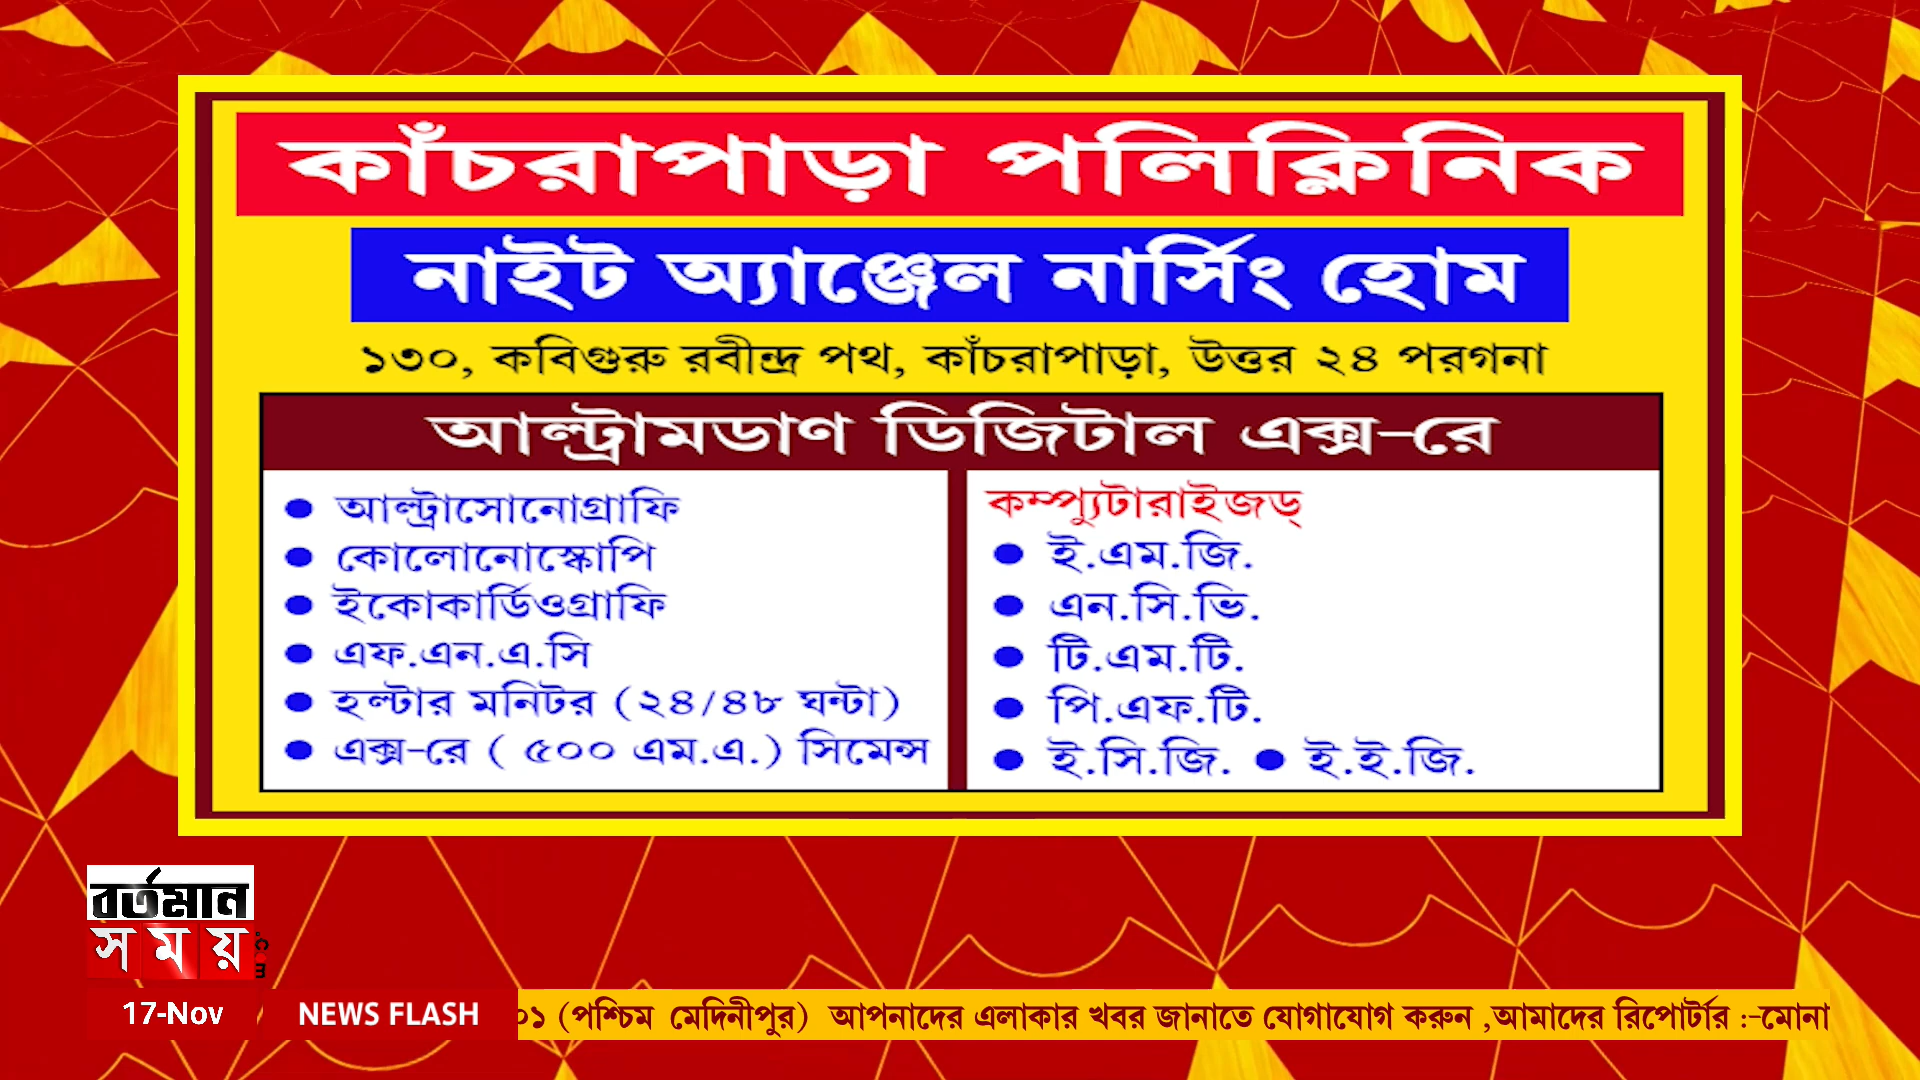 কাঁচরাপাড়া পলিক্লিনিক
নাইট অ্যাঞ্জেল নার্সিং হোম
১৩০, কবিগুরু রবীন্দ্র পথ, কাঁচরাপাড়া, উত্তর ২৪ পরগনা
আল্ট্রামডাণ ডিজিটাল এক্স-রে
● আল্ট্রাসোনোগ্রাফি
● কোলোনোস্কোপি
● ইকোকার্ডিওগ্রাফি
● এফ.এন.এ.সি
● হল্টার মনিটর (২৪/৪৮ ঘন্টা)
● এক্স-রে ( ৫০০ এম.এ.) সিমেন্স
কম্প্যুটারাইজড্
● ই.এম.জি.
● এন.সি.ভি.
● টি.এম.টি.
● পি.এফ.টি.
● ই.সি.জি. ● ই.ই.জি.
বর্তমান
সময়
17-Nov NEWS FLASH ০১ (পশ্চিম মেদিনীপুর) আপনাদের এলাকার খবর জানাতে যোগাযোগ করুন ,আমাদের রিপোর্টার :-মোনা